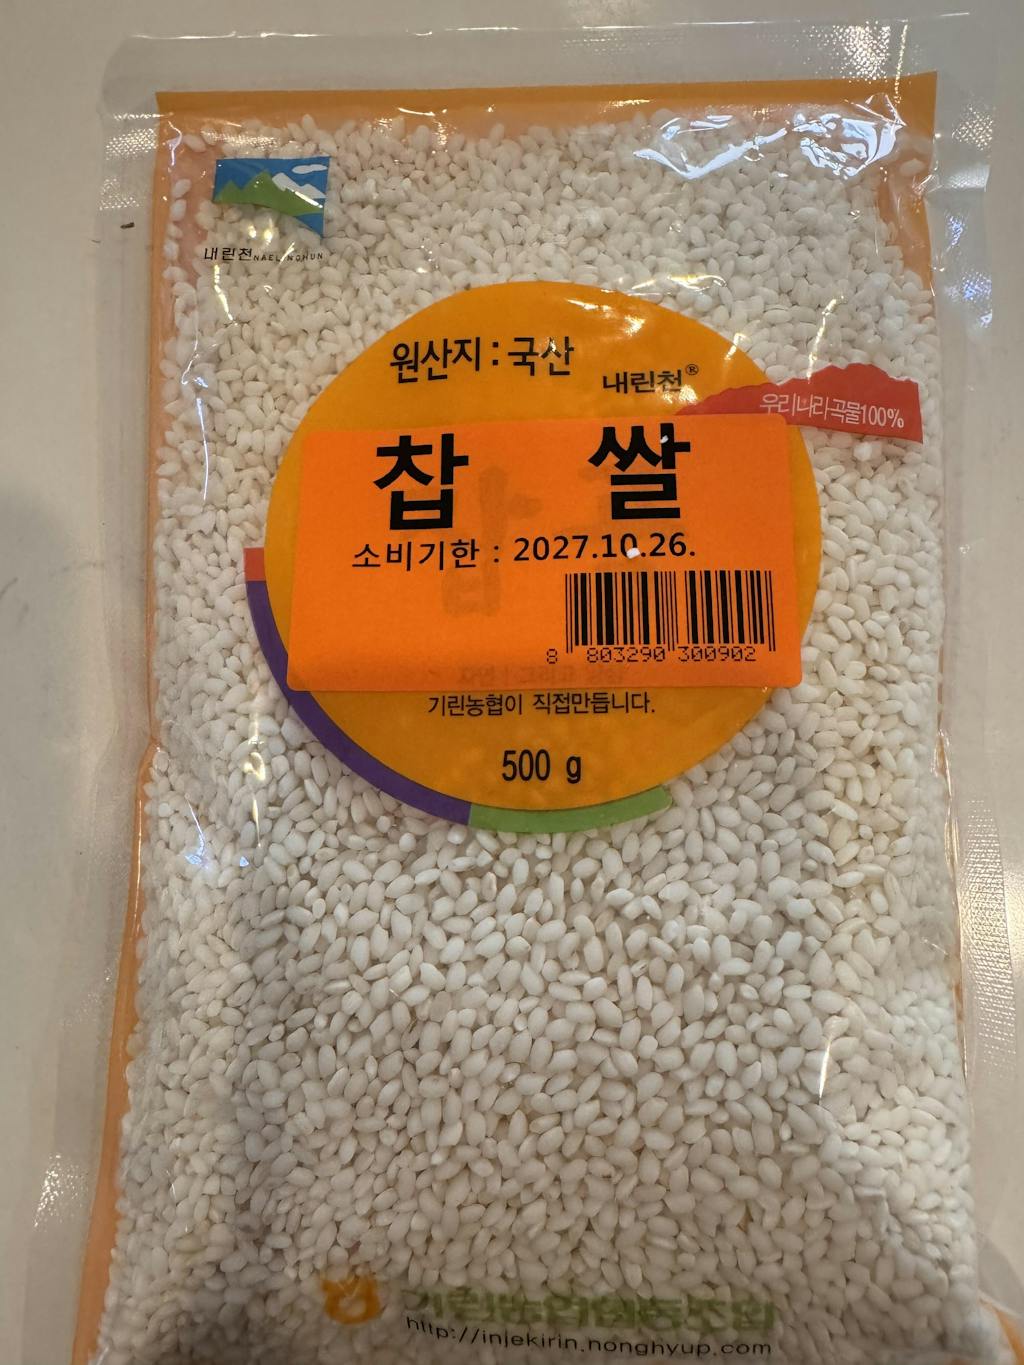 내린천 NAELINCHUN
원산지 : 국산
내린천®
우리나라곡물100%
찹 쌀
소비기한 : 2027.10.26.
8 803290 300902
기린농협이 직접만듭니다.
500 g
http://injekirin.nonghyup.com